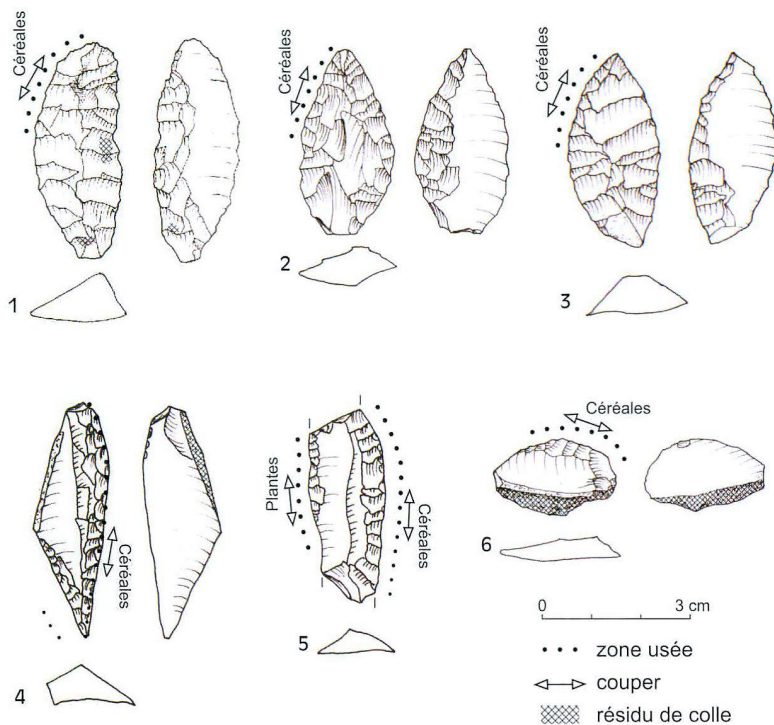 Céréales
1
Céréales
2
Céréales
3
Céréales
4
Plantes
Céréales
5
Céréales
6
0 3 cm
zone usée
couper
résidu de colle